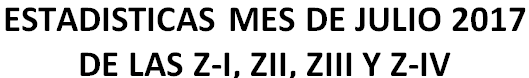 ESTADISTICAS MES DE JULIO 2017
DE LAS Z-I, ZII, ZIII Y Z-IV